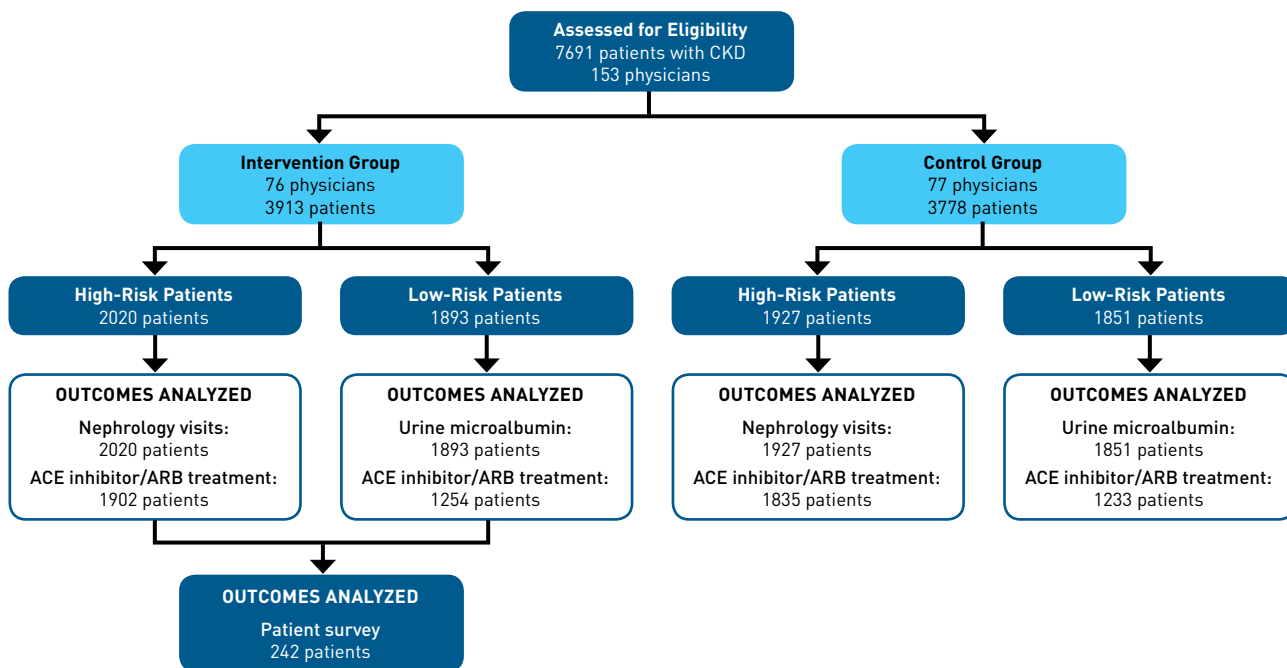 Assessed for Eligibility
7691 patients with CKD
153 physicians
Intervention Group
76 physicians
3913 patients
Control Group
77 physicians
3778 patients
High-Risk Patients
2020 patients
Low-Risk Patients
1893 patients
High-Risk Patients
1927 patients
Low-Risk Patients
1851 patients
OUTCOMES ANALYZED
Nephrology visits:
2020 patients
ACE inhibitor/ARB treatment:
1902 patients
OUTCOMES ANALYZED
Urine microalbumin:
1893 patients
ACE inhibitor/ARB treatment:
1254 patients
OUTCOMES ANALYZED
Nephrology visits:
1927 patients
ACE inhibitor/ARB treatment:
1835 patients
OUTCOMES ANALYZED
Urine microalbumin:
1851 patients
ACE inhibitor/ARB treatment:
1233 patients
OUTCOMES ANALYZED
Patient survey
242 patients